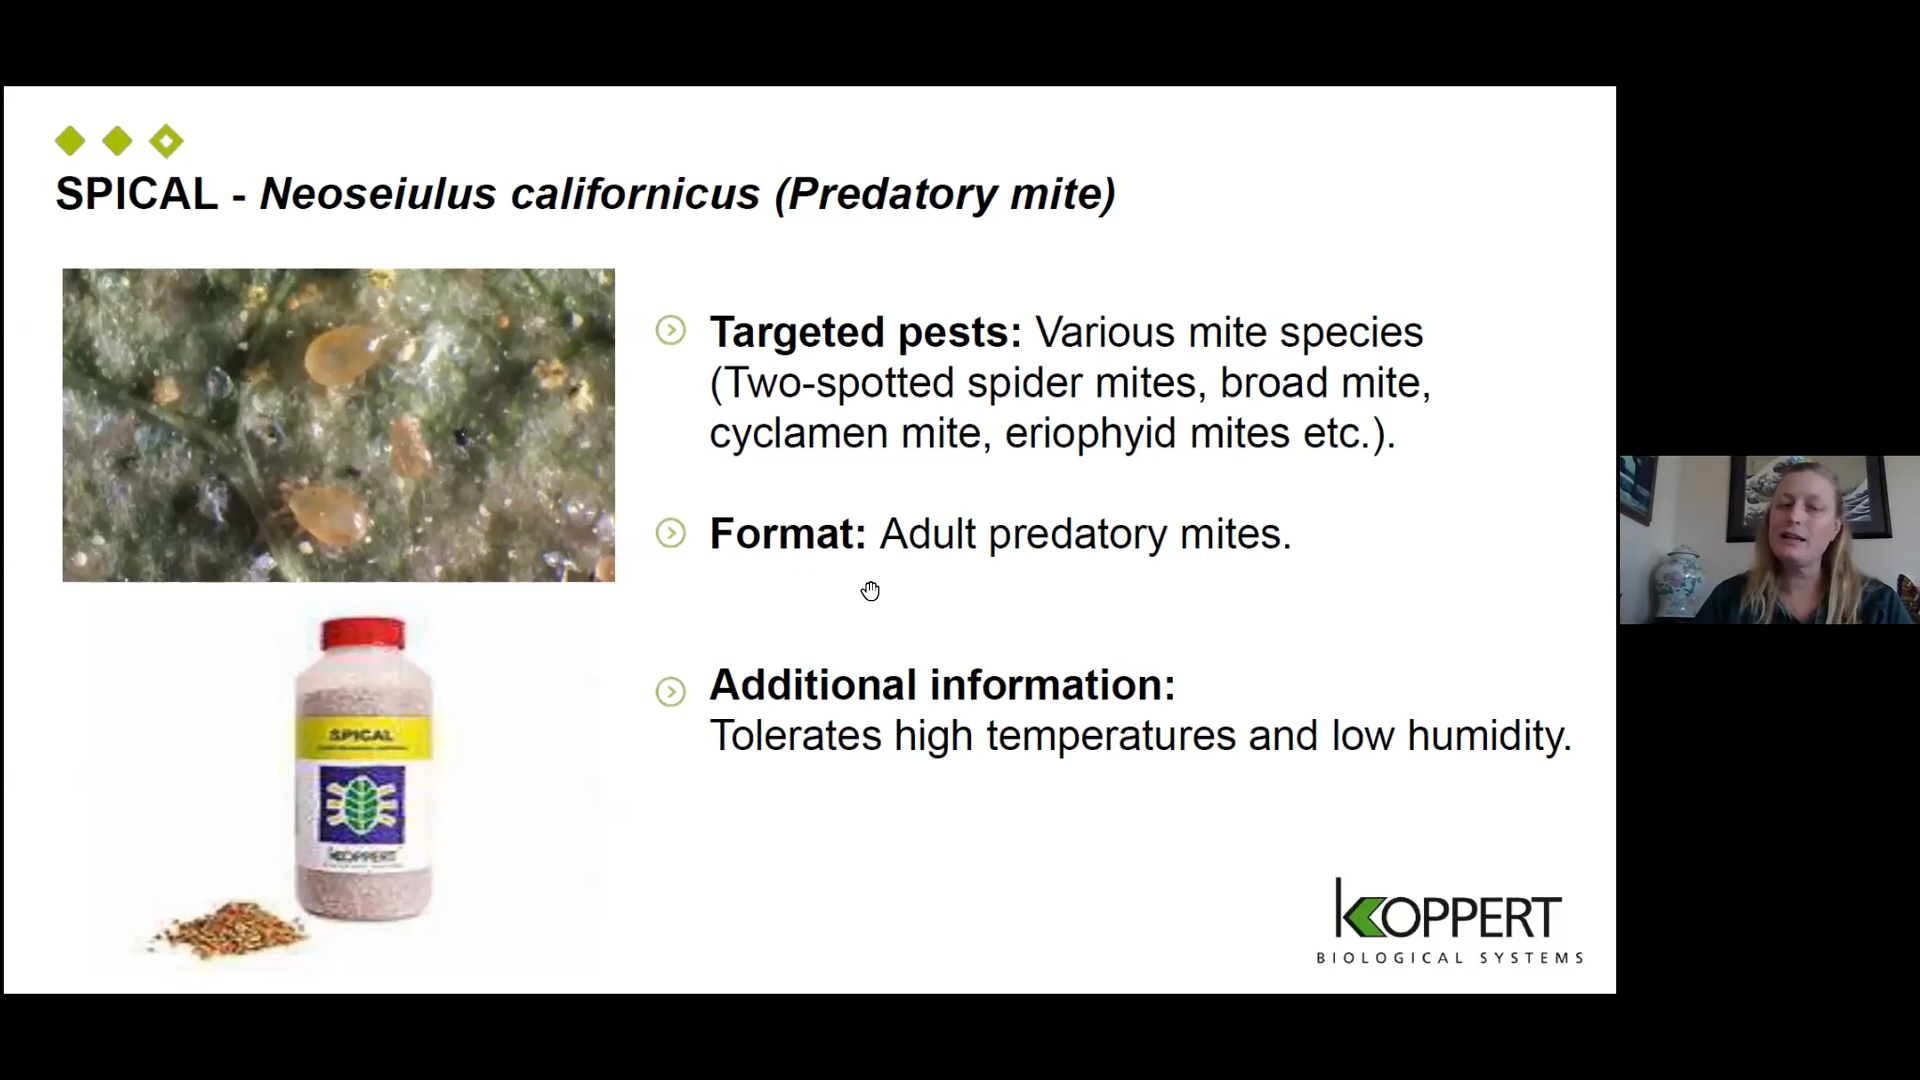 SPICAL - Neoseiulus californicus (Predatory mite)
Targeted pests: Various mite species
(Two-spotted spider mites, broad mite,
cyclamen mite, eriophyid mites etc.).
Format: Adult predatory mites.
Additional information:
Tolerates high temperatures and low humidity.
SPICAL
KOPPERT
KOPPERT
BIOLOGICAL SYSTEMS